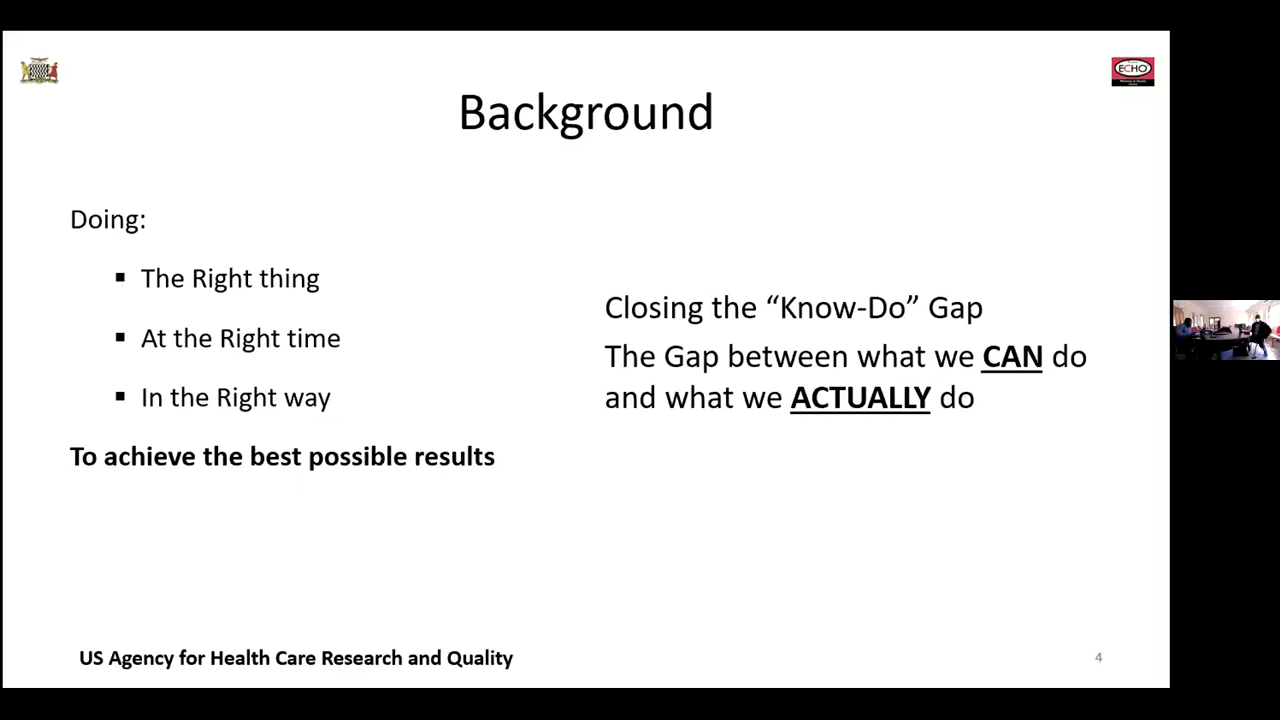 ECHO
Background
Doing:
▪ The Right thing
▪ At the Right time
▪ In the Right way
To achieve the best possible results
Closing the “Know-Do” Gap
The Gap between what we CAN do
and what we ACTUALLY do
US Agency for Health Care Research and Quality
4